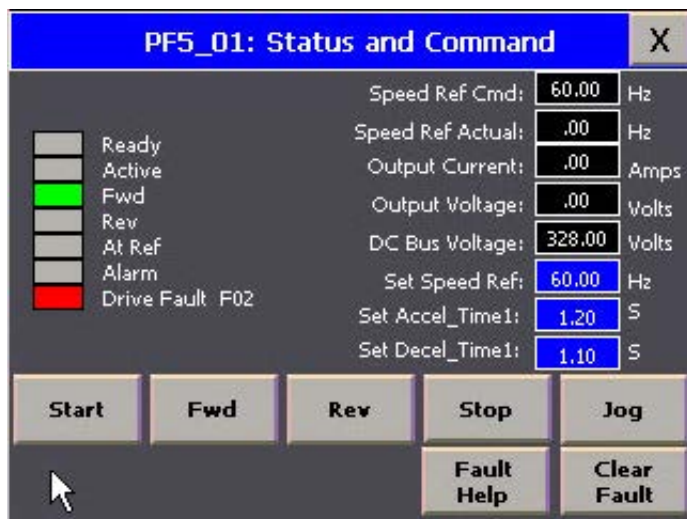 PF5_01: Status and Command X
Speed Ref Cmd: 60.00 Hz
Speed Ref Actual: .00 Hz
Output Current: .00 Amps
Output Voltage: .00 Volts
DC Bus Voltage: 328.00 Volts
Set Speed Ref: 60.00 Hz
Set Accel_Time1: 1.20 S
Set Decel_Time1: 1.10 S
Ready
Active
Fwd
Rev
At Ref
Alarm
Drive Fault F02
Start Fwd Rev Stop Jog
Fault Help
Clear Fault